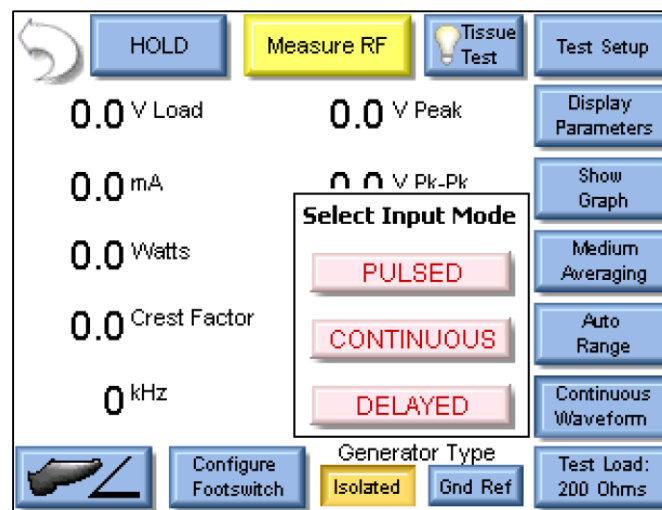 HOLD
Measure RF
Tissue
Test
Test Setup
0.0 V Load
0.0 V Peak
Display
Parameters
0.0 mA
0.0 V Pk-Pk
Show
Graph
Select Input Mode
0.0 Watts
PULSED
Medium
Averaging
0.0 Crest Factor
CONTINUOUS
Auto
Range
0 kHz
DELAYED
Continuous
Waveform
Configure
Footswitch
Generator Type
Isolated
Gnd Ref
Test Load:
200 Ohms